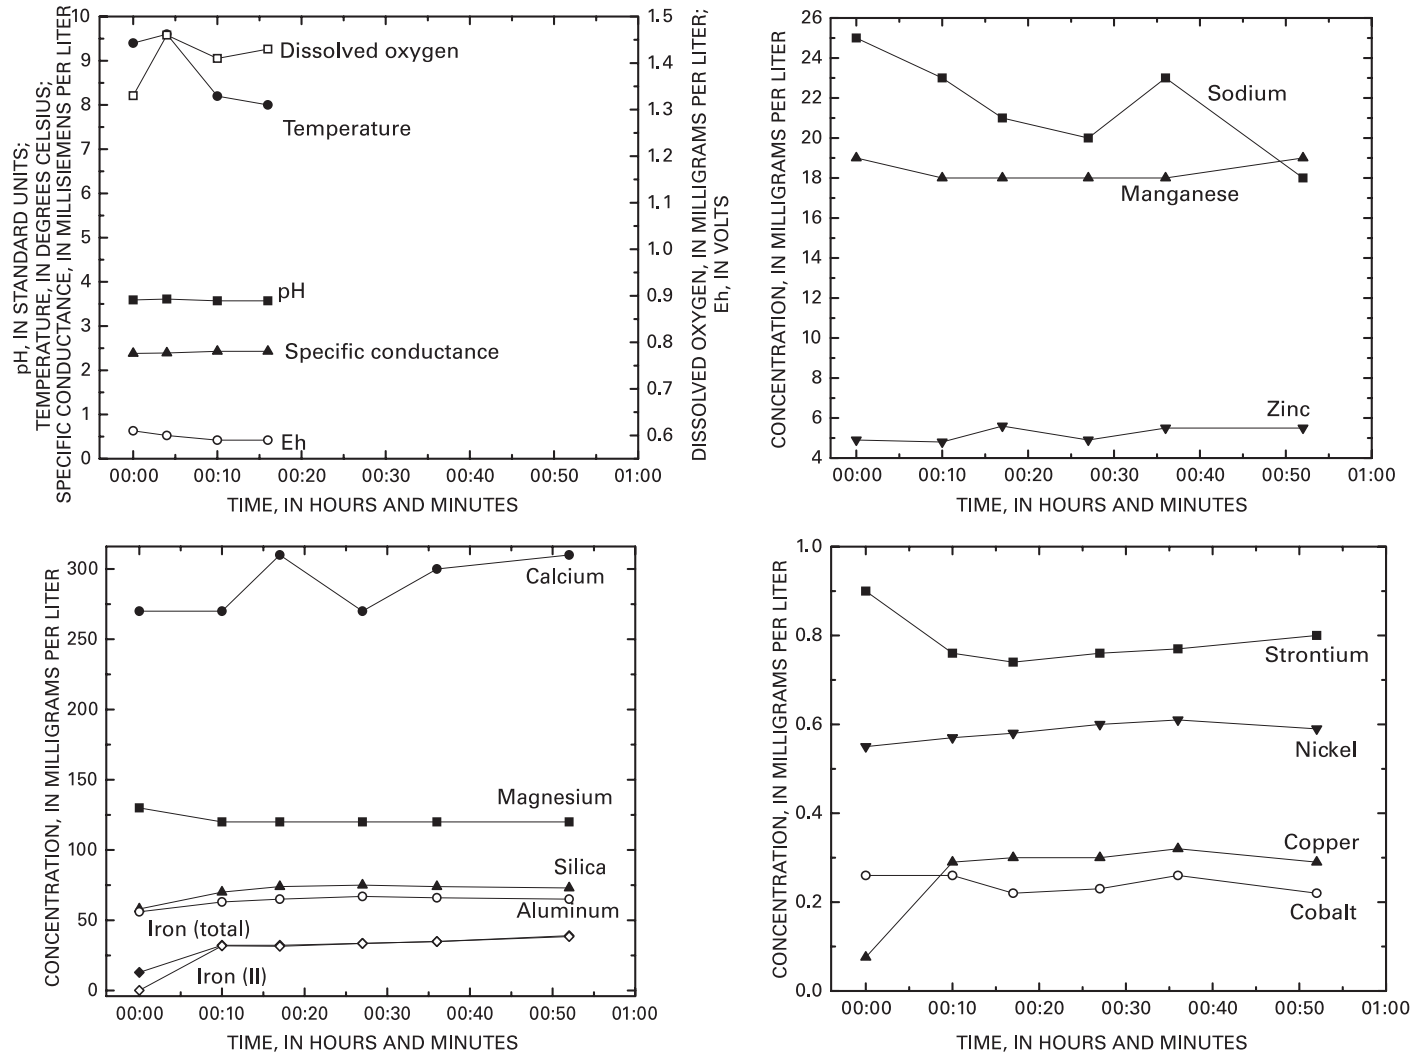 pH, IN STANDARD UNITS;
TEMPERATURE, IN DEGREES CELSIUS;
SPECIFIC CONDUCTANCE, IN MILLISIEMENS PER LITER
10
9
8
7
6
5
4
3
2
1
0
Dissolved oxygen
Temperature
pH
Specific conductance
Eh
1.5
1.4
1.3
1.2
1.1
1.0
0.9
0.8
0.7
0.6
DISSOLVED OXYGEN, IN MILLIGRAMS PER LITER;
Eh, IN VOLTS
00:00 00:10 00:20 00:30 00:40 00:50 01:00
TIME, IN HOURS AND MINUTES
CONCENTRATION, IN MILLIGRAMS PER LITER
26
24
22
20
18
16
14
12
10
8
6
4
Sodium
Manganese
Zinc
00:00 00:10 00:20 00:30 00:40 00:50 01:00
TIME, IN HOURS AND MINUTES
CONCENTRATION, IN MILLIGRAMS PER LITER
300
250
200
150
100
50
0
Calcium
Magnesium
Silica
Aluminum
Iron (total)
Iron (II)
00:00 00:10 00:20 00:30 00:40 00:50 01:00
TIME, IN HOURS AND MINUTES
CONCENTRATION, IN MILLIGRAMS PER LITER
1.0
0.8
0.6
0.4
0.2
0.0
Strontium
Nickel
Copper
Cobalt
00:00 00:10 00:20 00:30 00:40 00:50 01:00
TIME, IN HOURS AND MINUTES